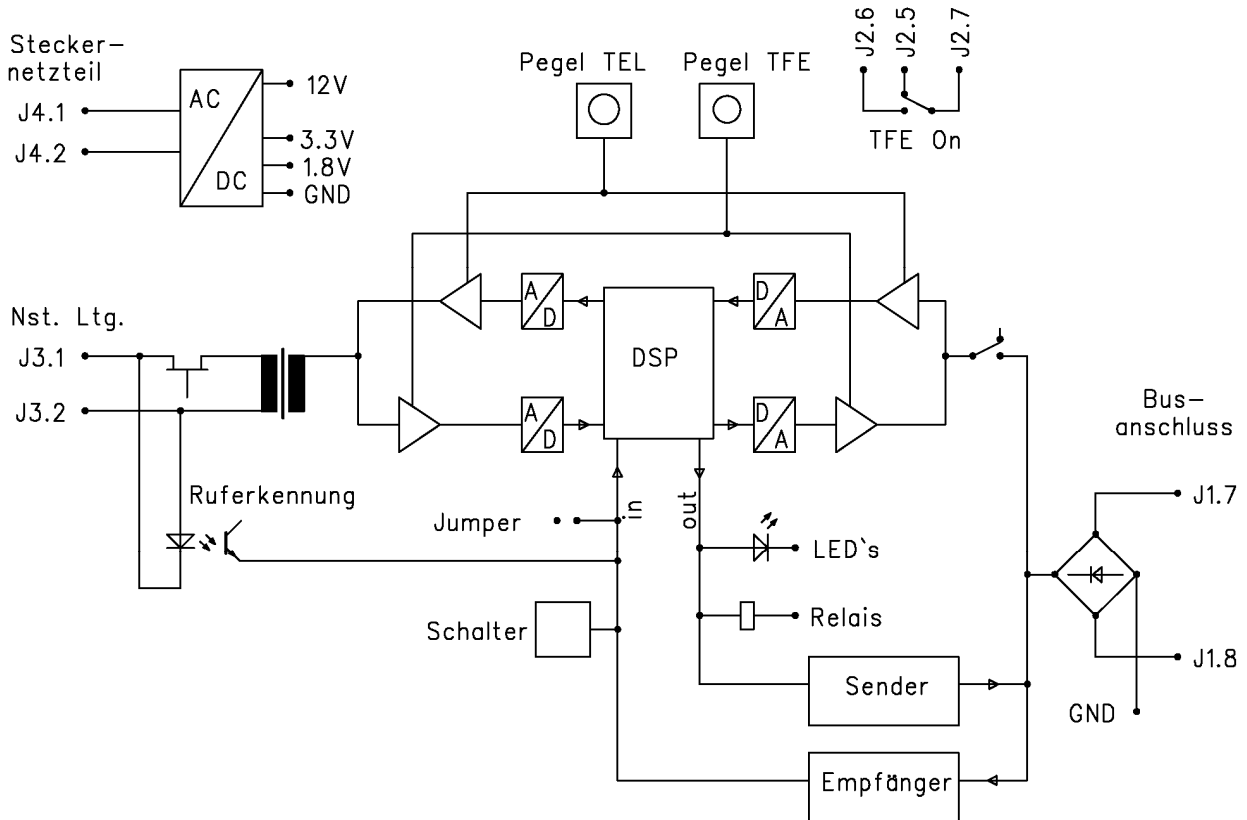 Stecker-
netzteil
J4.1
J4.2
AC
DC
12V
3.3V
1.8V
GND
Pegel TEL
Pegel TFE
J2.6
J2.5
J2.7
TFE On
Nst. Ltg.
J3.1
J3.2
A
D
D
A
DSP
A
D
D
A
Ruferkennung
Jumper
in
out
LED`s
Schalter
Relais
Sender
Empfänger
Bus-
anschluss
J1.7
J1.8
GND